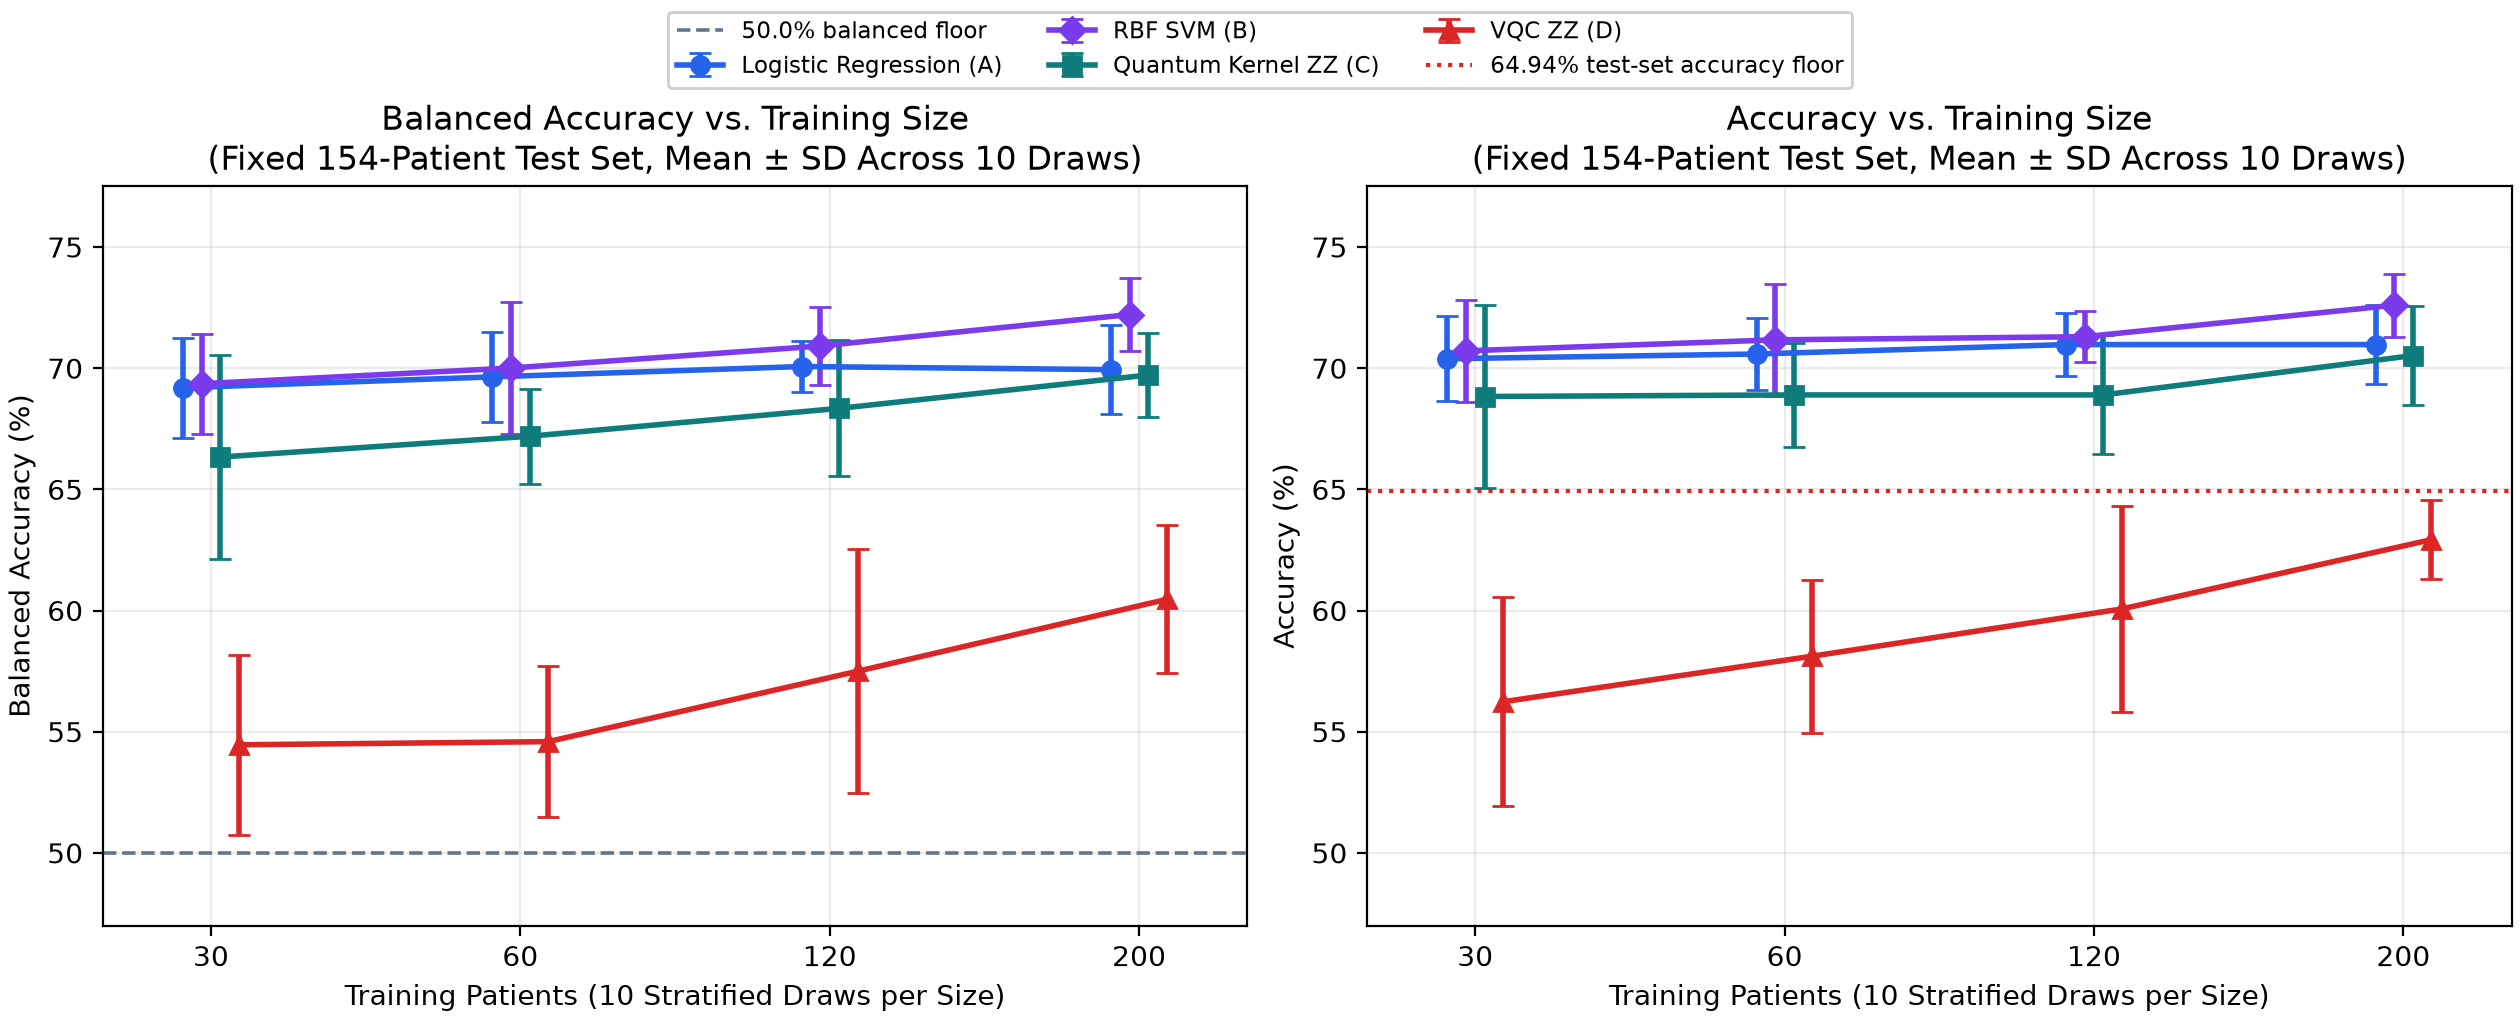 50.0% balanced floor
Logistic Regression (A)
RBF SVM (B)
Quantum Kernel ZZ (C)
VQC ZZ (D)
64.94% test-set accuracy floor
Balanced Accuracy vs. Training Size
(Fixed 154-Patient Test Set, Mean ± SD Across 10 Draws)
Balanced Accuracy (%)
75
70
65
60
55
50
30 60 120 200
Training Patients (10 Stratified Draws per Size)
Accuracy vs. Training Size
(Fixed 154-Patient Test Set, Mean ± SD Across 10 Draws)
Accuracy (%)
75
70
65
60
55
50
30 60 120 200
Training Patients (10 Stratified Draws per Size)